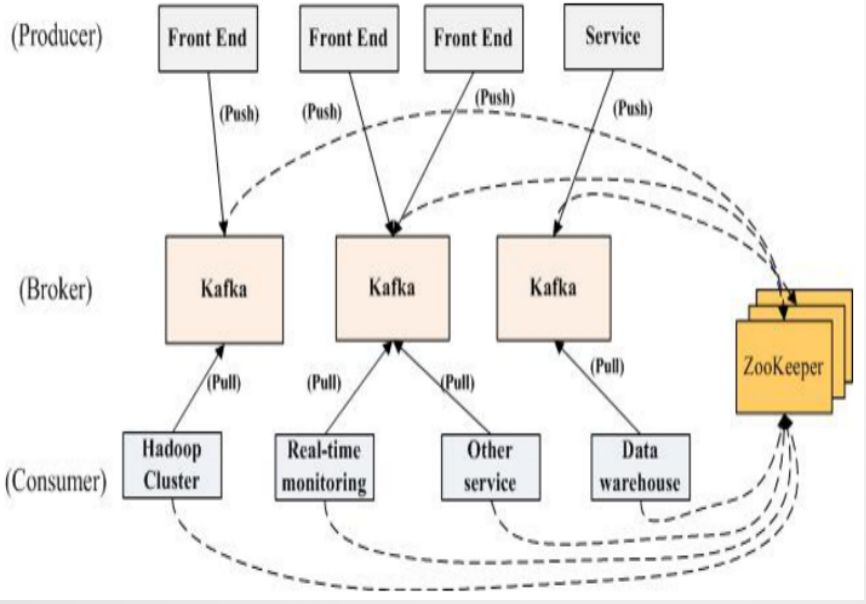 (Producer)
Front End
Front End
Front End
Service
(Push)
(Push)
(Push)
(Push)
(Broker)
Kafka
Kafka
Kafka
ZooKeeper
(Pull)
(Pull)
(Pull)
(Pull)
(Consumer)
Hadoop
Cluster
Real-time
monitoring
Other
service
Data
warehouse